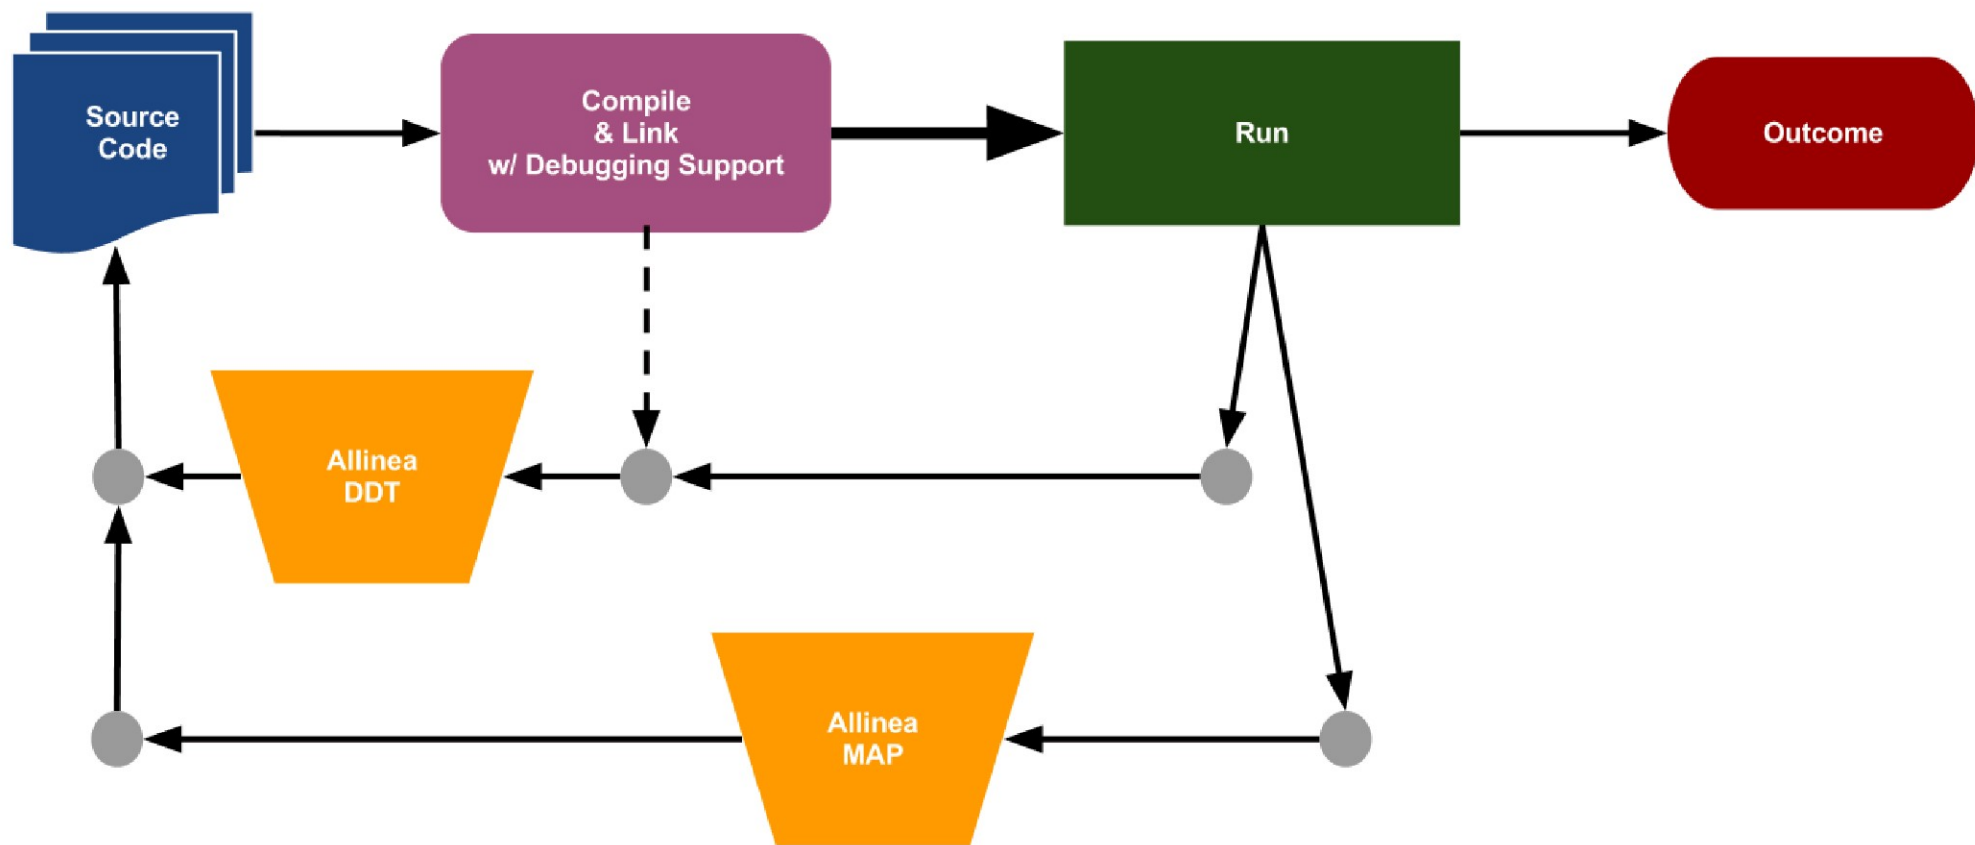 Source
Code
Compile
& Link
w/ Debugging Support
Run
Outcome
Allinea
DDT
Allinea
MAP